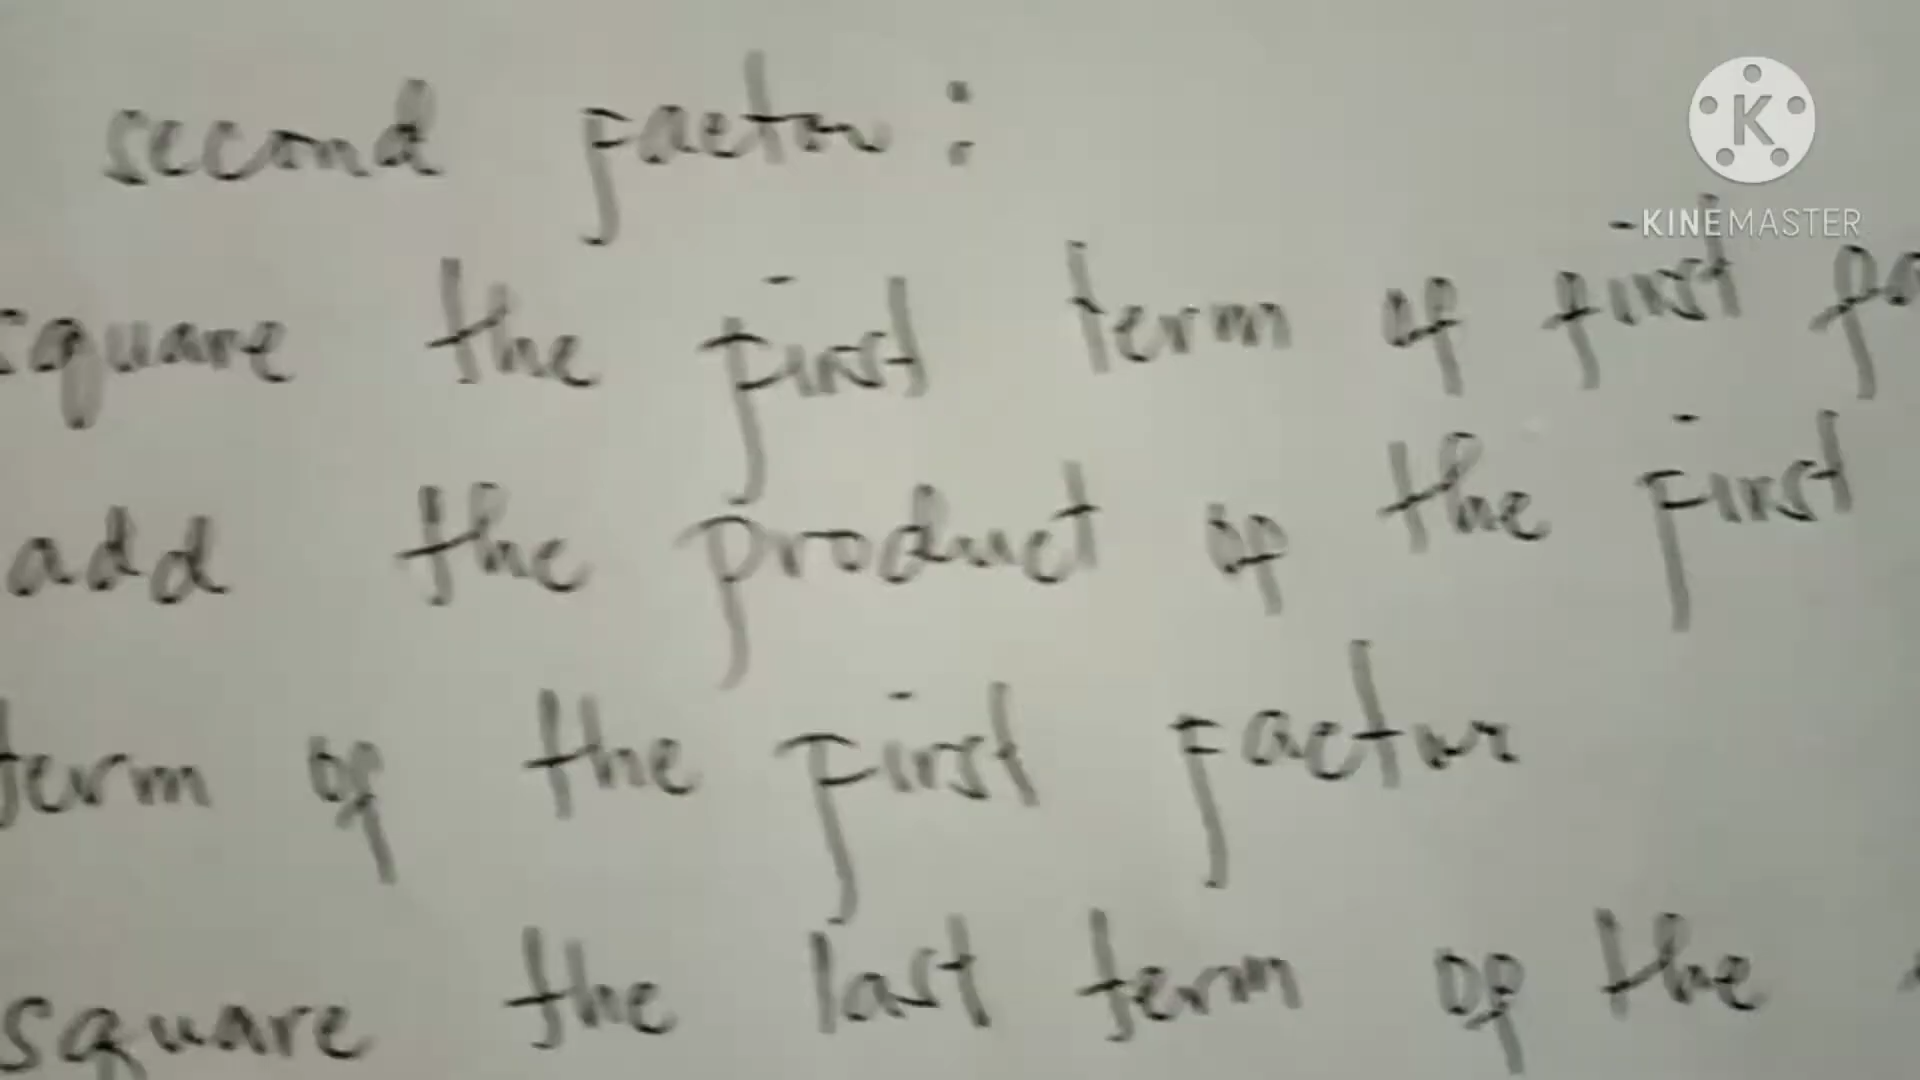 second factor:
KINEMASTER
square the first term of first
add the product of the first
term of the first factor
square the last term of the